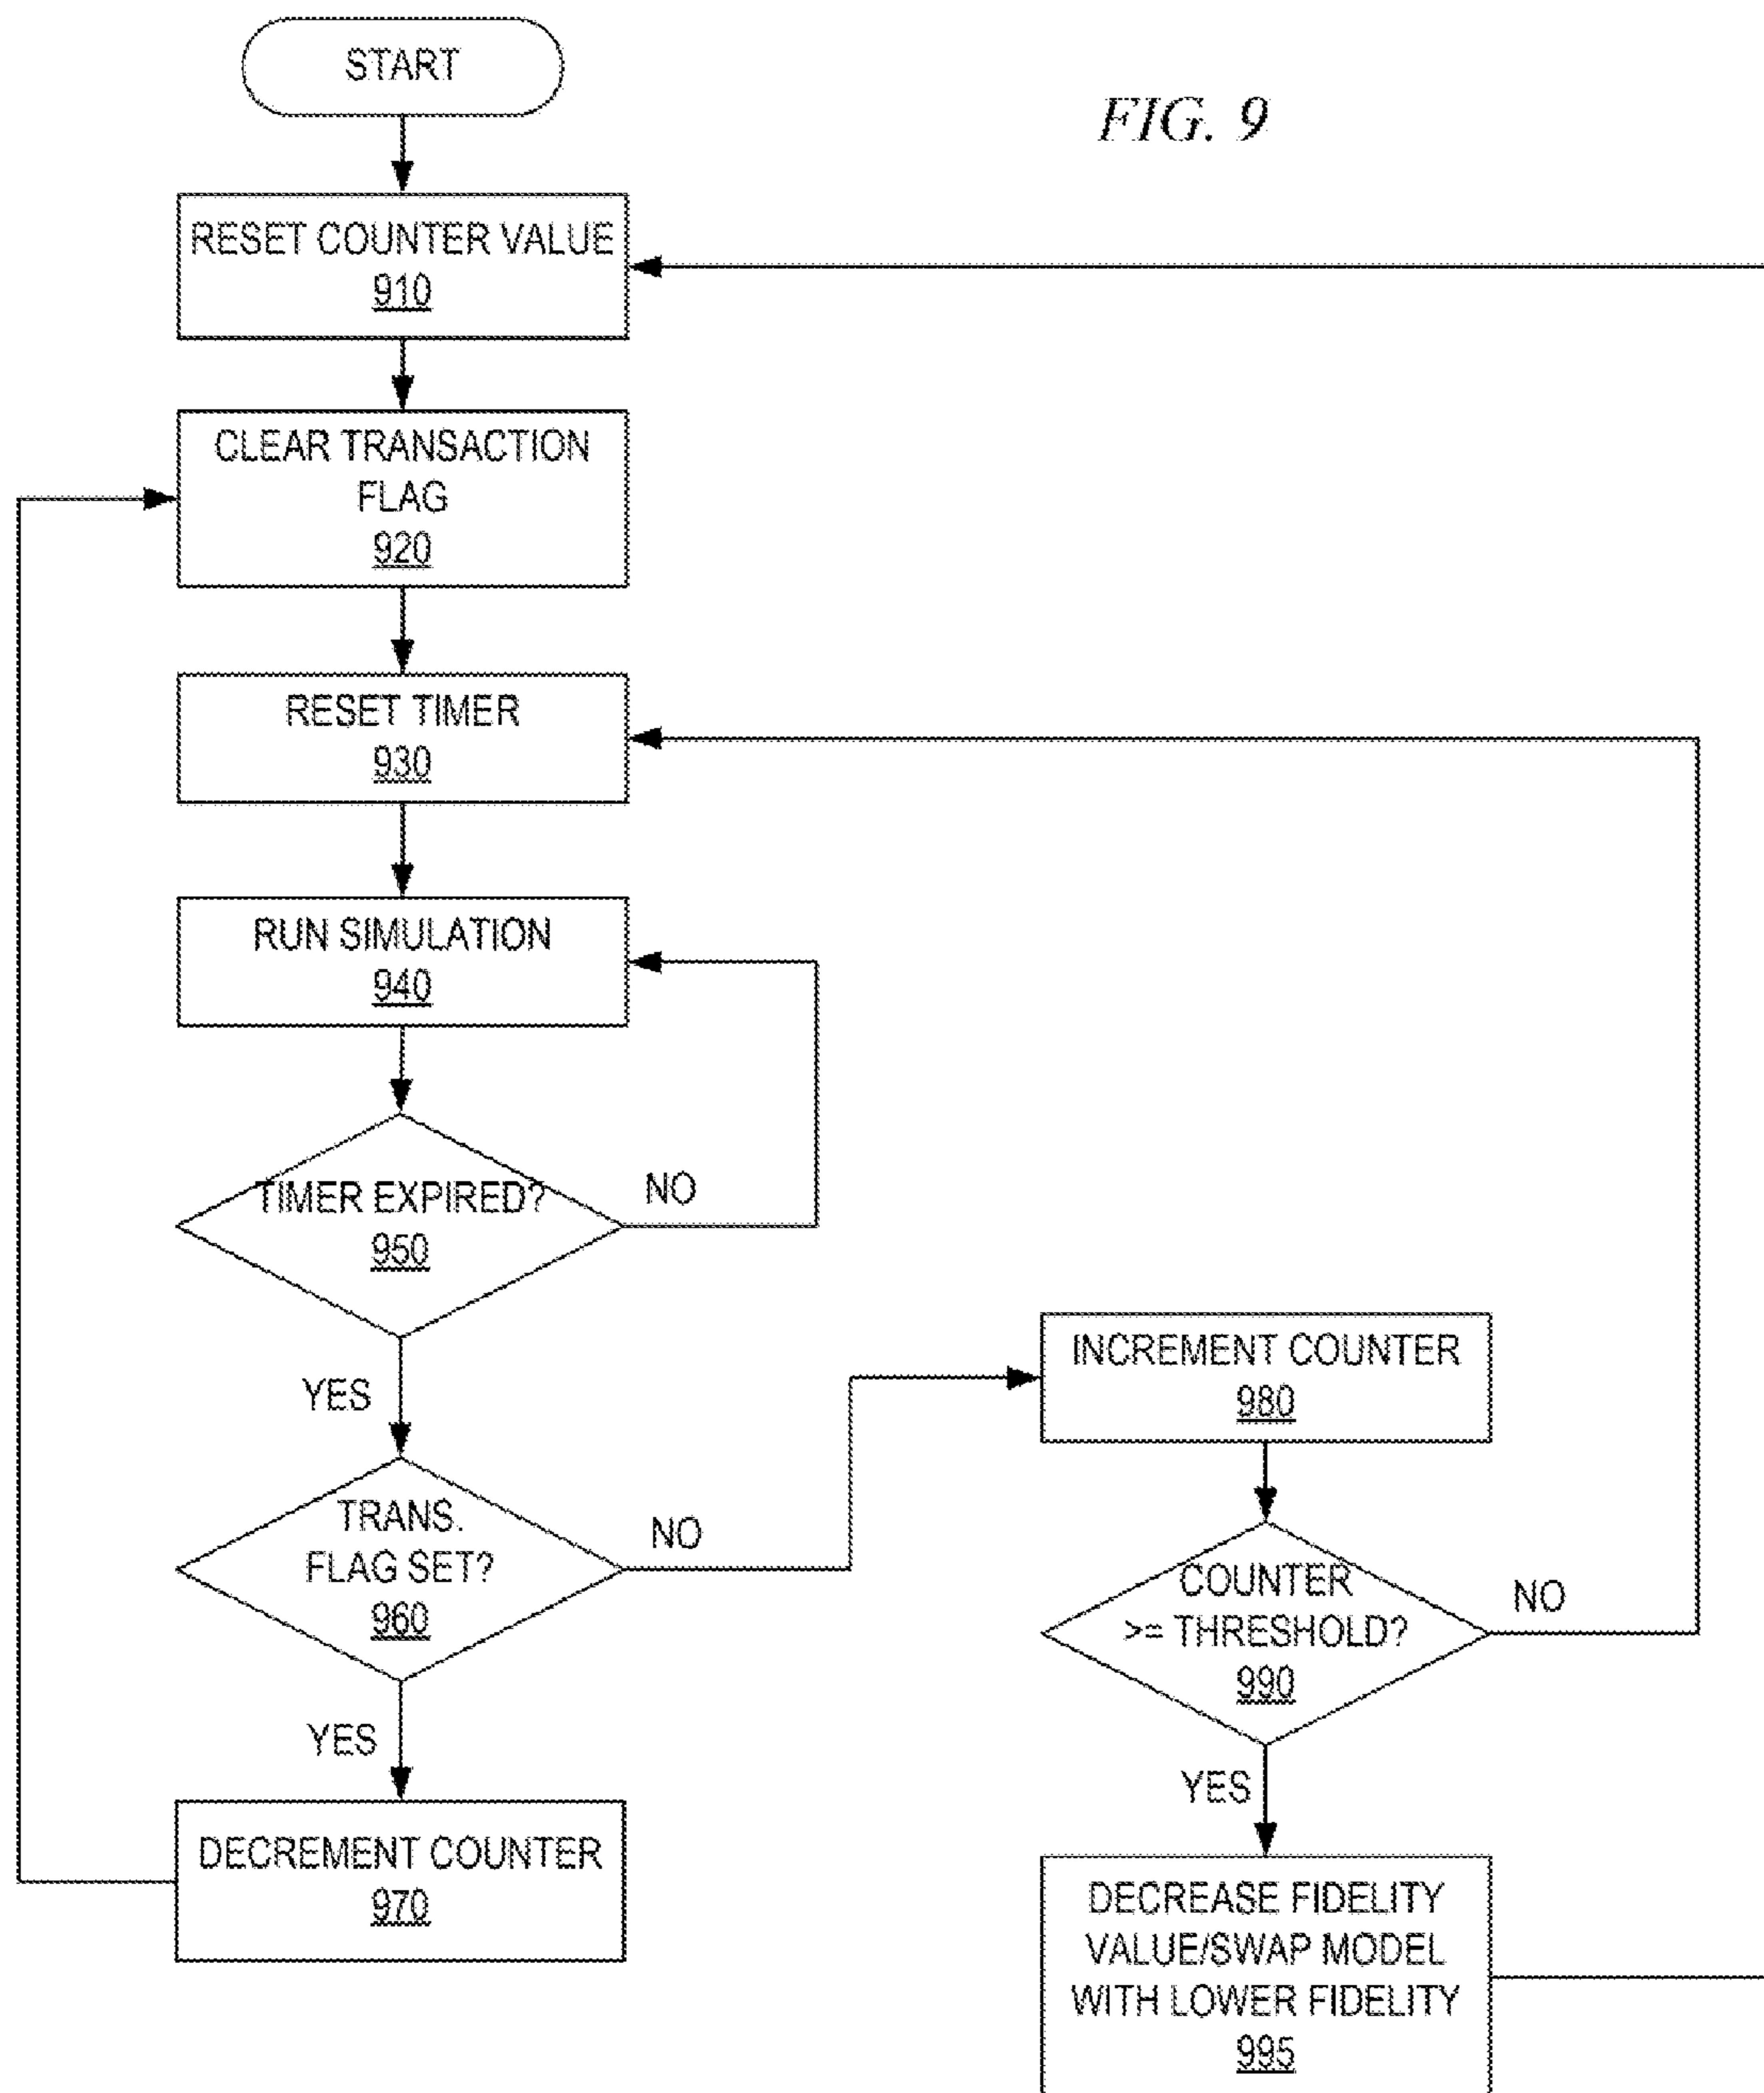 START
FIG. 9
RESET COUNTER VALUE
910
CLEAR TRANSACTION
FLAG
920
RESET TIMER
930
RUN SIMULATION
940
TIMER EXPIRED?
950
NO
YES
TRANS.
FLAG SET?
960
NO
YES
DECREMENT COUNTER
970
INCREMENT COUNTER
980
COUNTER
>= THRESHOLD?
990
NO
YES
DECREASE FIDELITY
VALUE/SWAP MODEL
WITH LOWER FIDELITY
995